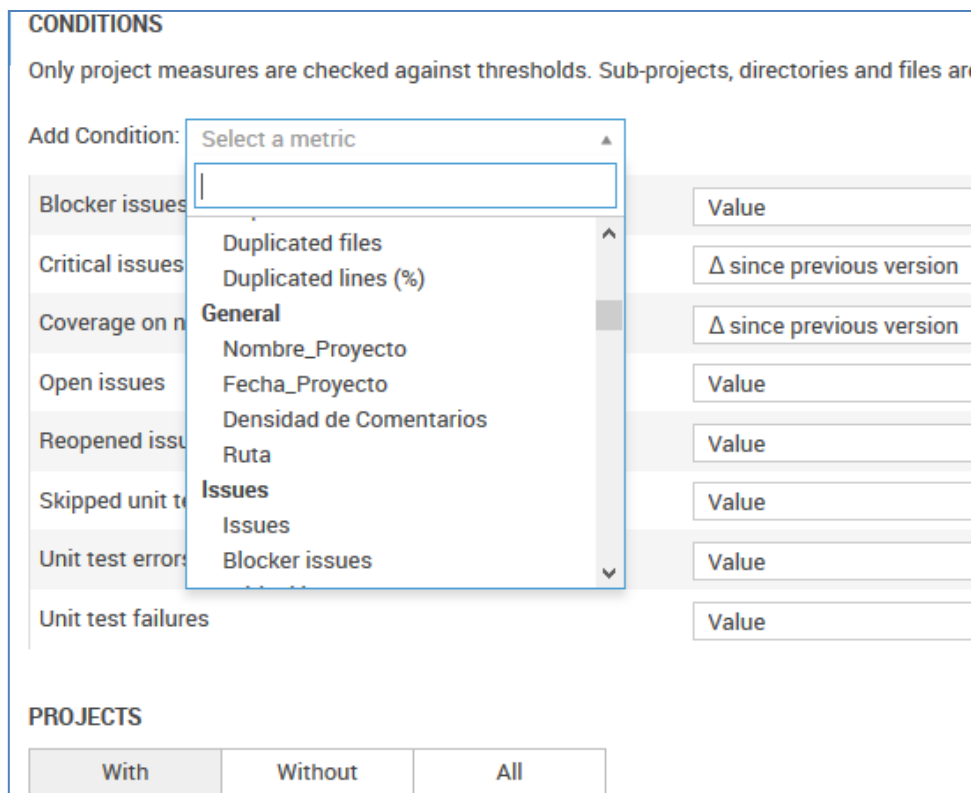 CONDITIONS
Only project measures are checked against thresholds. Sub-projects, directories and files
Add Condition:
Select a metric
Duplicated files
Duplicated lines (%)
General
Nombre_Proyecto
Fecha_Proyecto
Densidad de Comentarios
Ruta
Issues
Issues
Blocker issues
Blocker issues Value
Critical issues Δ since previous version
Coverage on Δ since previous version
Open issues Value
Reopened Value
Skipped unit Value
Unit test errors Value
Unit test failures Value
PROJECTS
With Without All